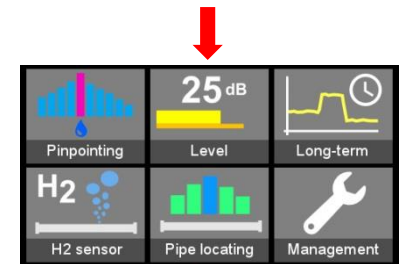 25 dB
Pinpointing Level Long-term
H2
H2 sensor Pipe locating Management